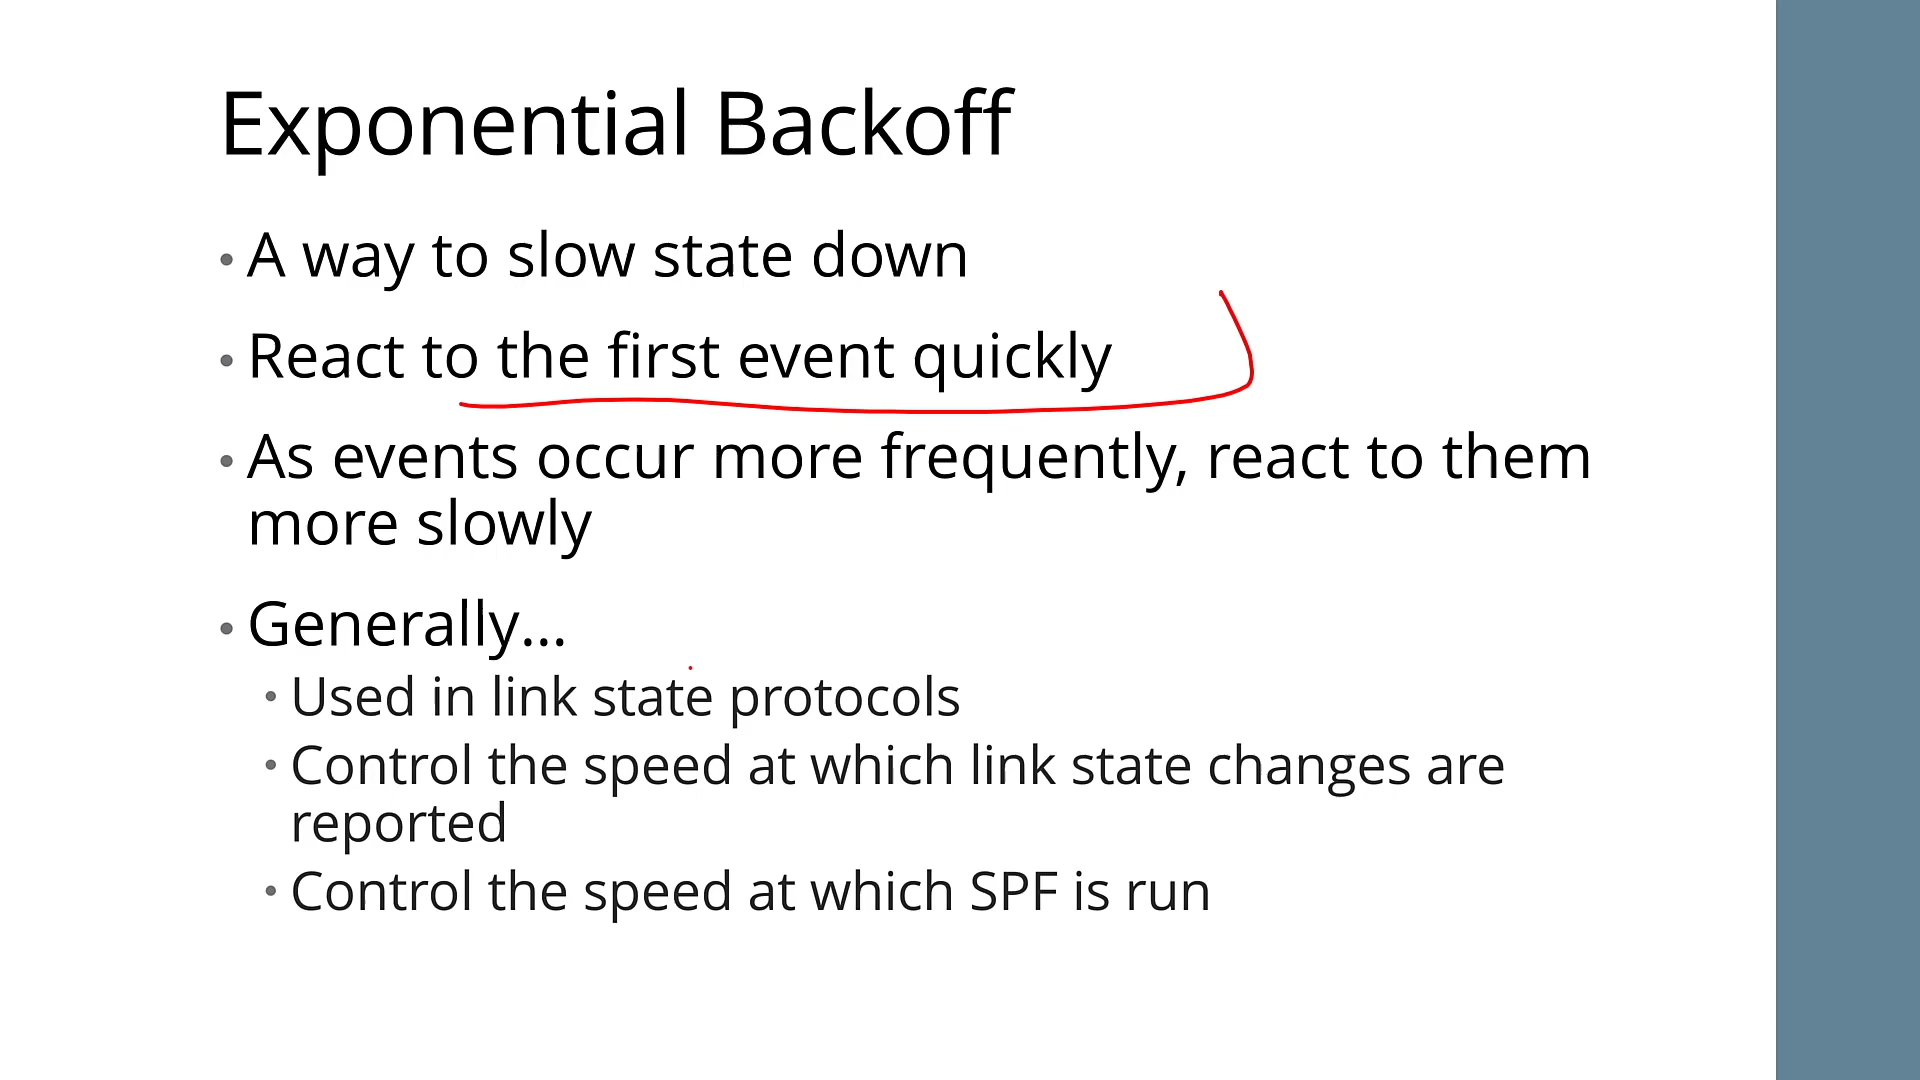 Exponential Backoff
• A way to slow state down
• React to the first event quickly
• As events occur more frequently, react to them
more slowly
• Generally...
• Used in link state protocols
• Control the speed at which link state changes are
reported
• Control the speed at which SPF is run